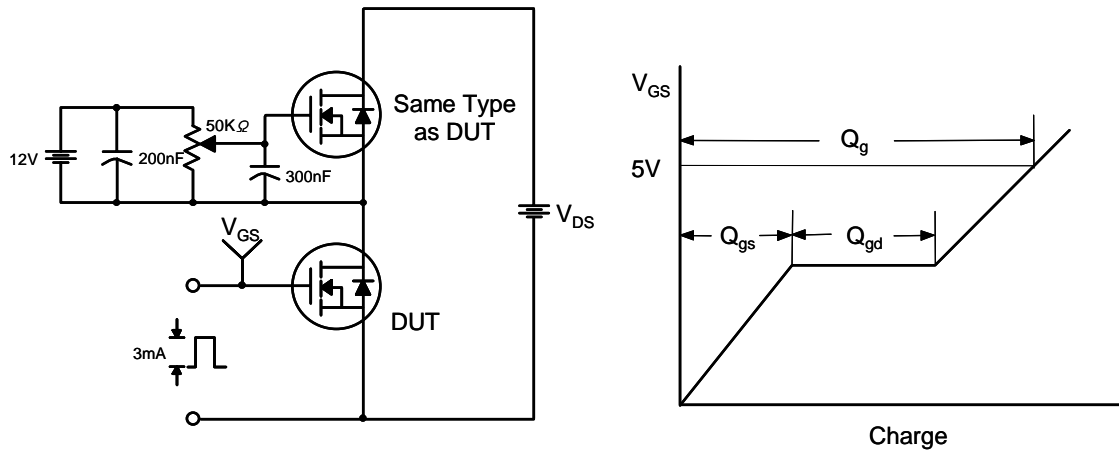 Same Type
as DUT
50KΩ
12V
200nF
300nF
V_GS
V_DS
DUT
3mA
V_GS
Q_g
5V
Q_gs
Q_gd
Charge